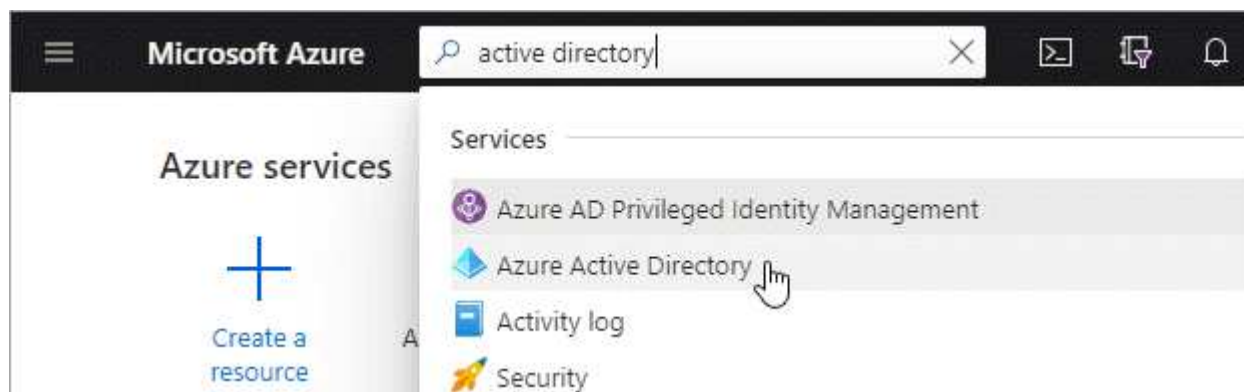 Microsoft Azure
active directory
Services
Azure services
Azure AD Privileged Identity Management
Azure Active Directory
Activity log
Create a
resource
A
Security